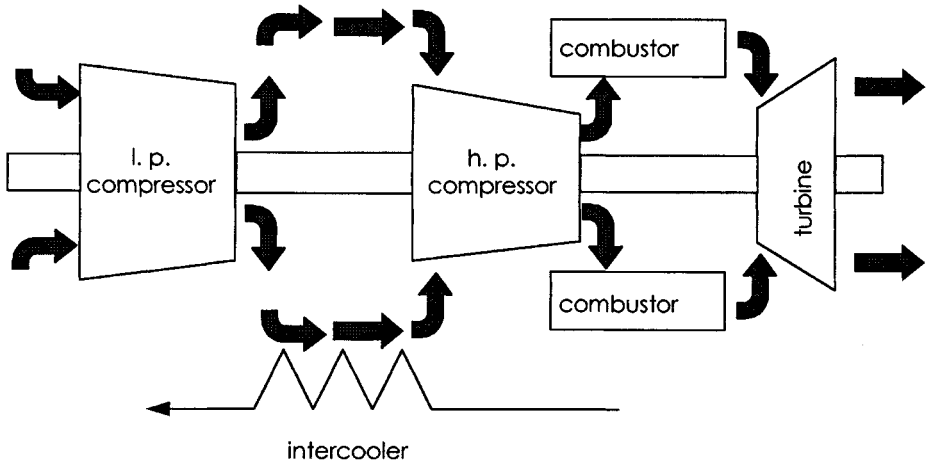 combustor
l. p.
compressor
h. p.
compressor
turbine
combustor
intercooler